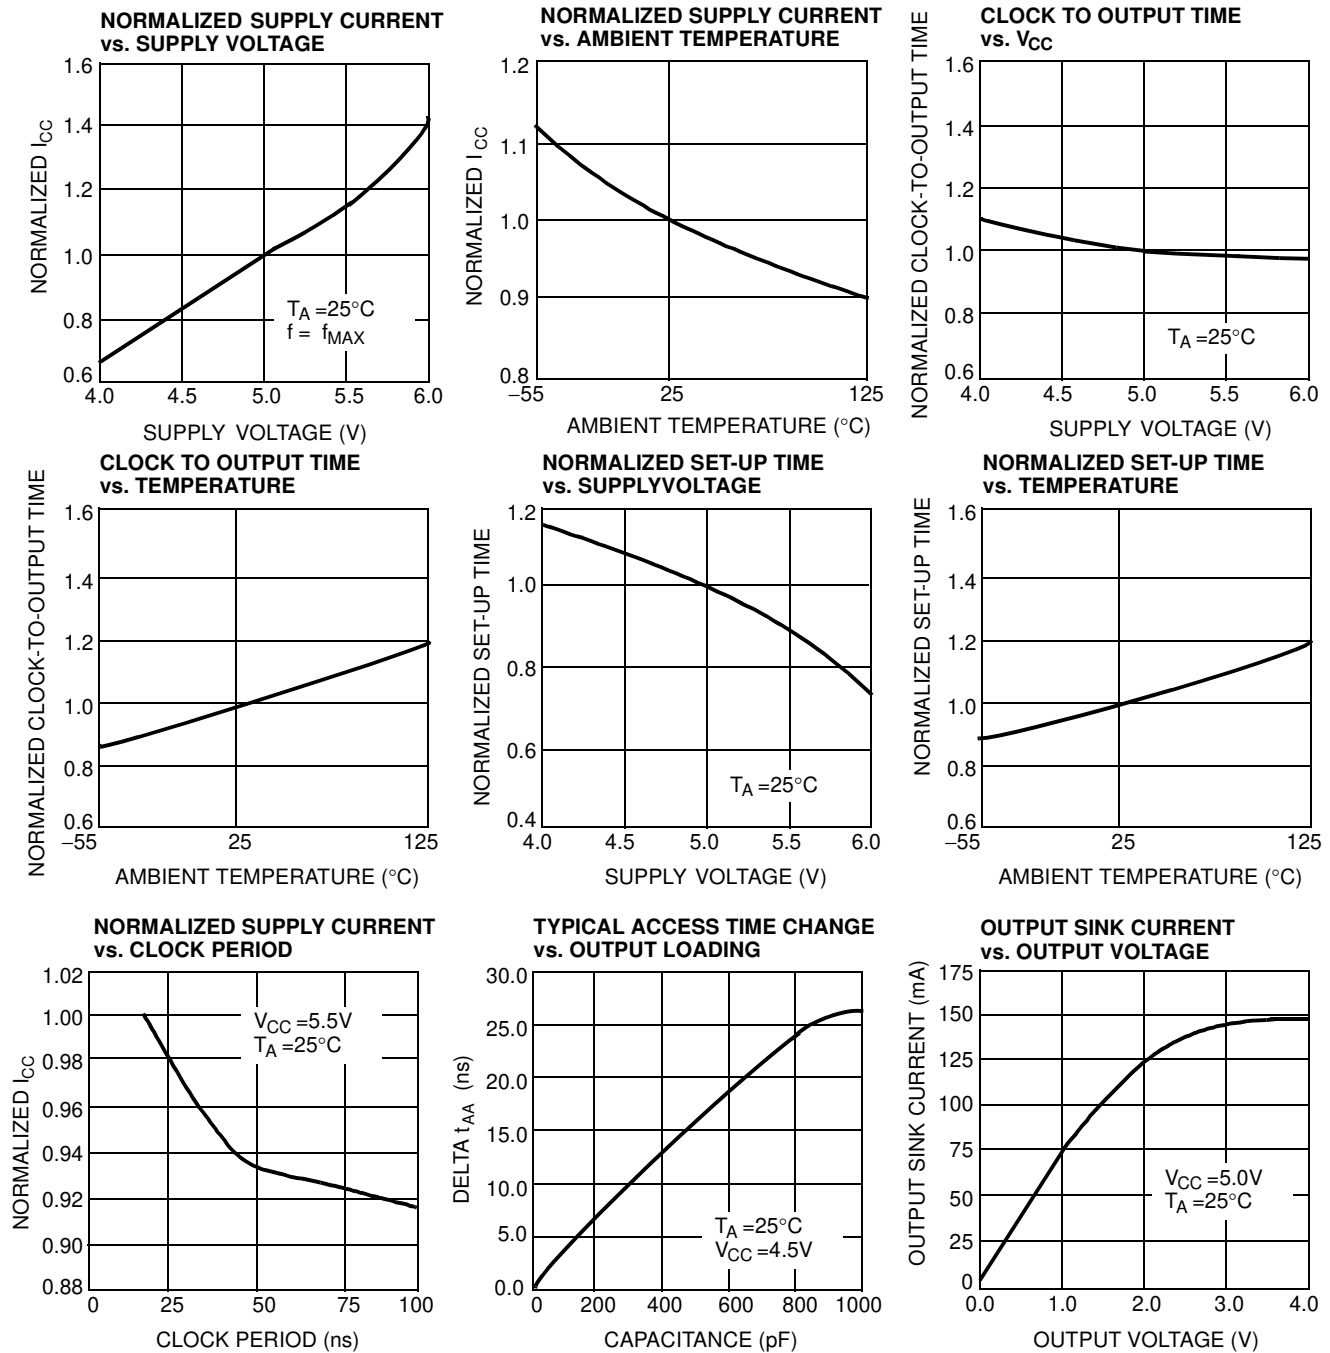 NORMALIZED SUPPLY CURRENT
vs. SUPPLY VOLTAGE
NORMALIZED ICC
1.6
1.4
1.2
1.0
0.8
0.6
4.0 4.5 5.0 5.5 6.0
TA =25°C
f = fMAX
SUPPLY VOLTAGE (V)
NORMALIZED SUPPLY CURRENT
vs. AMBIENT TEMPERATURE
NORMALIZED ICC
1.2
1.1
1.0
0.9
0.8
–55 25 125
AMBIENT TEMPERATURE (°C)
CLOCK TO OUTPUT TIME
vs. VCC
NORMALIZED CLOCK-TO-OUTPUT TIME
1.6
1.4
1.2
1.0
0.8
0.6
4.0 4.5 5.0 5.5 6.0
TA =25°C
SUPPLY VOLTAGE (V)
CLOCK TO OUTPUT TIME
vs. TEMPERATURE
NORMALIZED CLOCK-TO-OUTPUT TIME
1.6
1.4
1.2
1.0
0.8
0.6
–55 25 125
AMBIENT TEMPERATURE (°C)
NORMALIZED SET-UP TIME
vs. SUPPLYVOLTAGE
NORMALIZED SET-UP TIME
1.2
1.0
0.8
0.6
0.4
4.0 4.5 5.0 5.5 6.0
TA =25°C
SUPPLY VOLTAGE (V)
NORMALIZED SET-UP TIME
vs. TEMPERATURE
NORMALIZED SET-UP TIME
1.6
1.4
1.2
1.0
0.8
0.6
–55 25 125
AMBIENT TEMPERATURE (°C)
NORMALIZED SUPPLY CURRENT
vs. CLOCK PERIOD
NORMALIZED ICC
1.02
1.00
0.98
0.96
0.94
0.92
0.90
0.88
0 25 50 75 100
VCC =5.5V
TA =25°C
CLOCK PERIOD (ns)
TYPICAL ACCESS TIME CHANGE
vs. OUTPUT LOADING
DELTA tAA (ns)
30.0
25.0
20.0
15.0
10.0
5.0
0.0
0 200 400 600 800 1000
TA =25°C
VCC =4.5V
CAPACITANCE (pF)
OUTPUT SINK CURRENT
vs. OUTPUT VOLTAGE
OUTPUT SINK CURRENT (mA)
175
150
125
100
75
50
25
0
0.0 1.0 2.0 3.0 4.0
VCC =5.0V
TA =25°C
OUTPUT VOLTAGE (V)